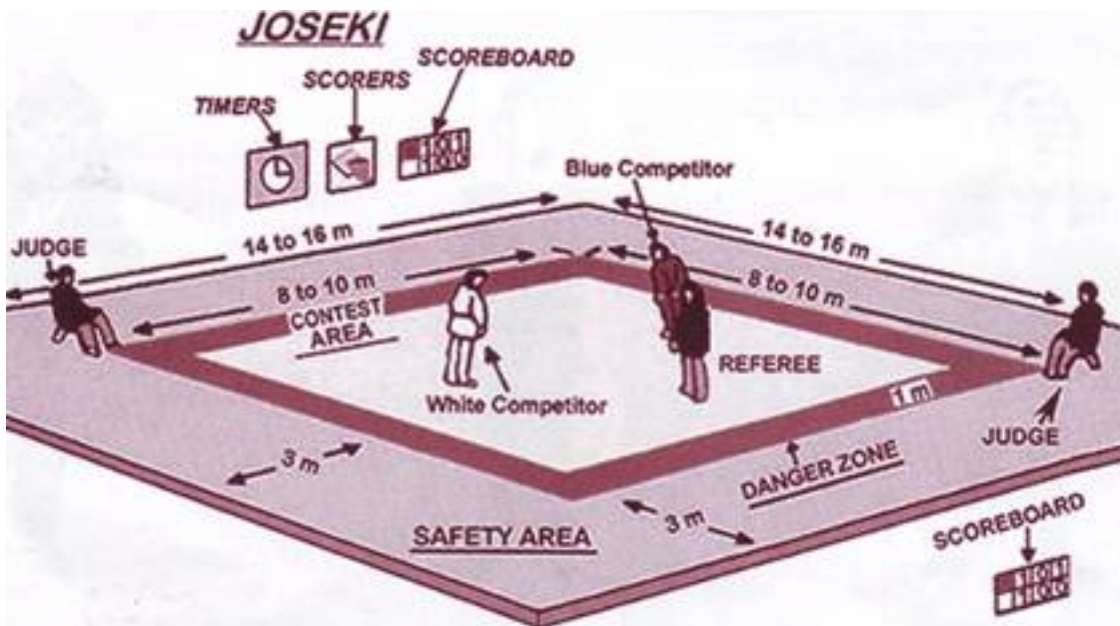 JOSEKI
SCOREBOARD
SCORERS
TIMERS
Blue Competitor
JUDGE
14 to 16 m
14 to 16 m
8 to 10 m
8 to 10 m
CONTEST
AREA
REFEREE
White Competitor
1 m
JUDGE
3 m
DANGER ZONE
3 m
SAFETY AREA
SCOREBOARD